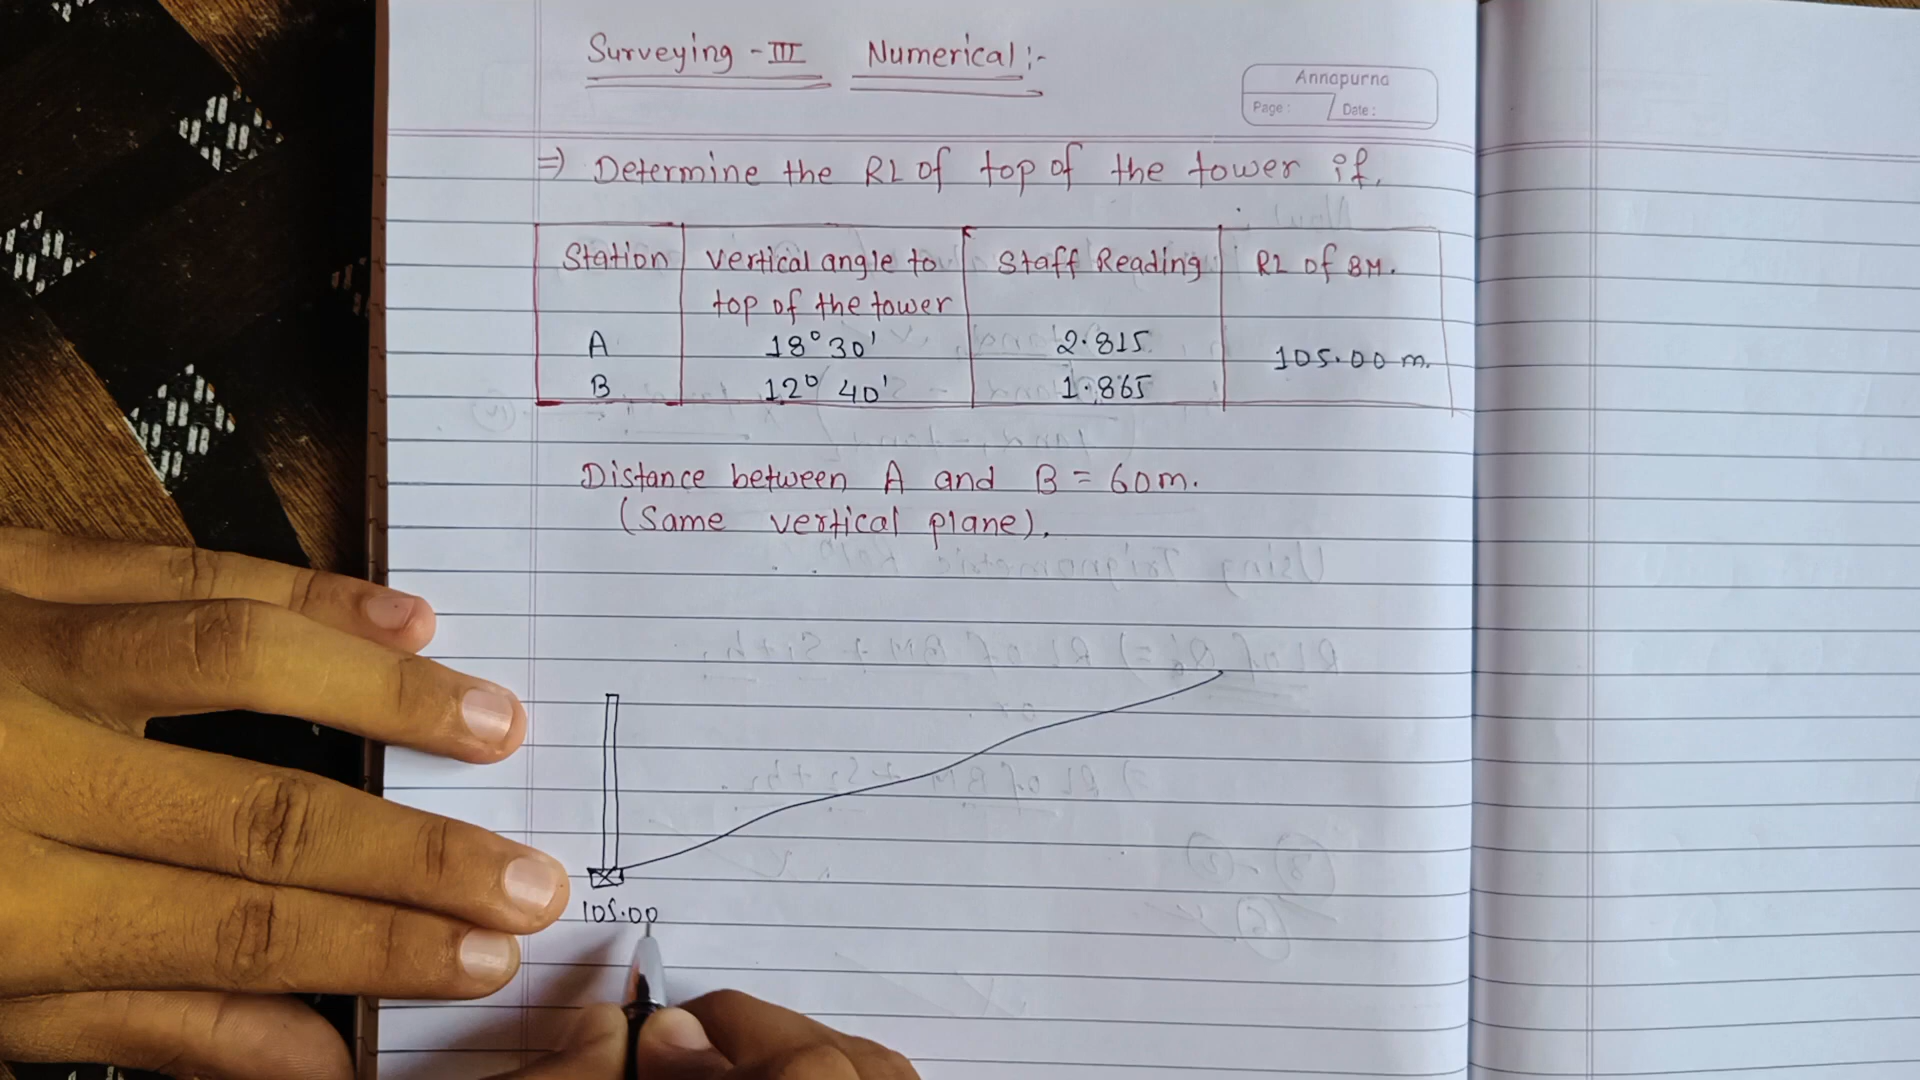 Surveying - III Numerical :-
Annapurna
Page : Date :
⇒ Determine the RL of top of the tower if,
Station Vertical angle to top of the tower Staff Reading RL of BM.
A 18° 30' 2.815 105.00 m.
B 12° 40' 1.865
Distance between A and B = 60m.
(Same vertical plane).
105.00